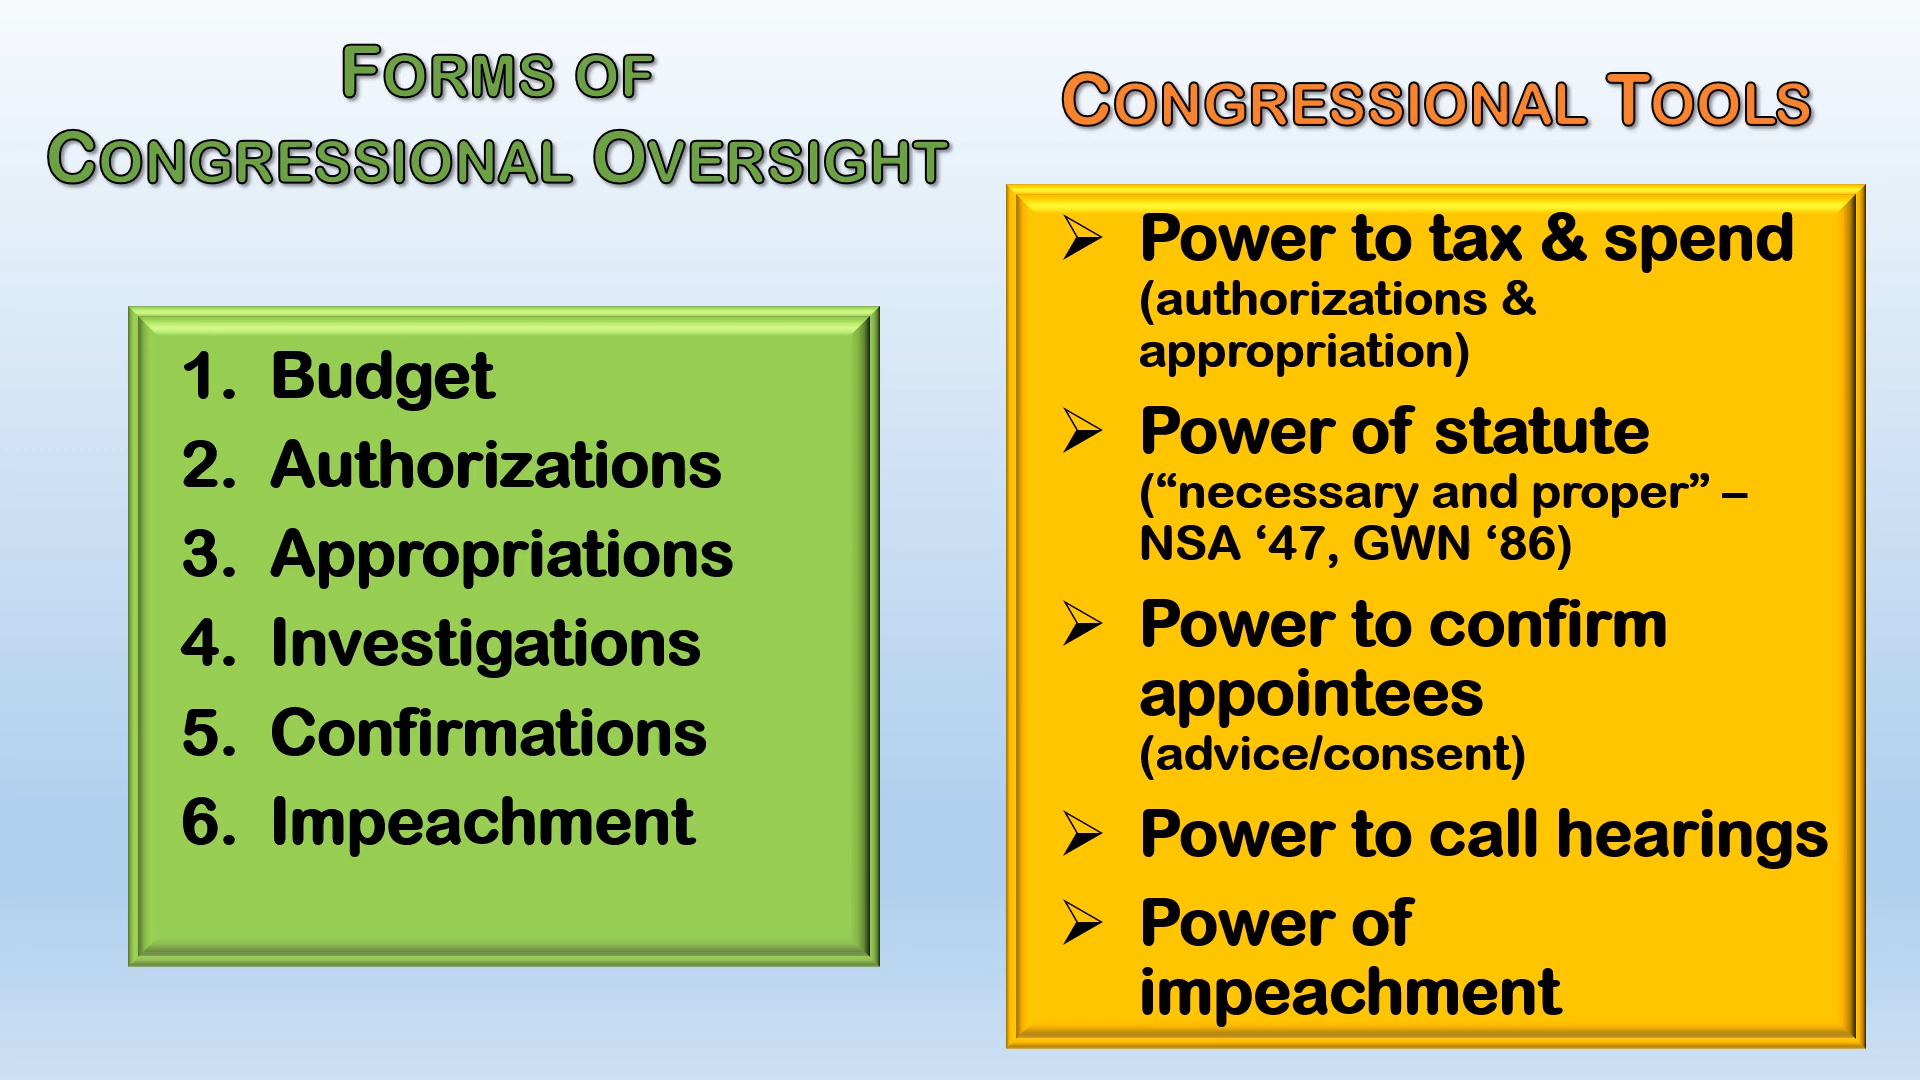 FORMS OF
CONGRESSIONAL OVERSIGHT
1. Budget
2. Authorizations
3. Appropriations
4. Investigations
5. Confirmations
6. Impeachment
CONGRESSIONAL TOOLS
➢ Power to tax & spend
(authorizations &
appropriation)
➢ Power of statute
(“necessary and proper” –
NSA ‘47, GWN ‘86)
➢ Power to confirm
appointees
(advice/consent)
➢ Power to call hearings
➢ Power of
impeachment